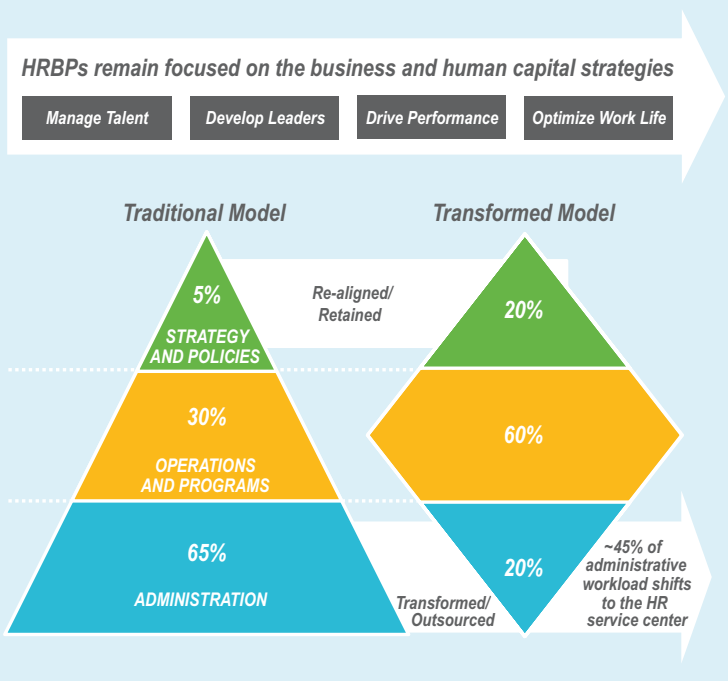 HRBPs remain focused on the business and human capital strategies
Manage Talent
Develop Leaders
Drive Performance
Optimize Work Life
Traditional Model
Transformed Model
5%
STRATEGY
AND POLICIES
Re-aligned/
Retained
20%
30%
OPERATIONS
AND PROGRAMS
60%
65%
ADMINISTRATION
Transformed/
Outsourced
20%
~45% of
administrative
workload shifts
to the HR
service center